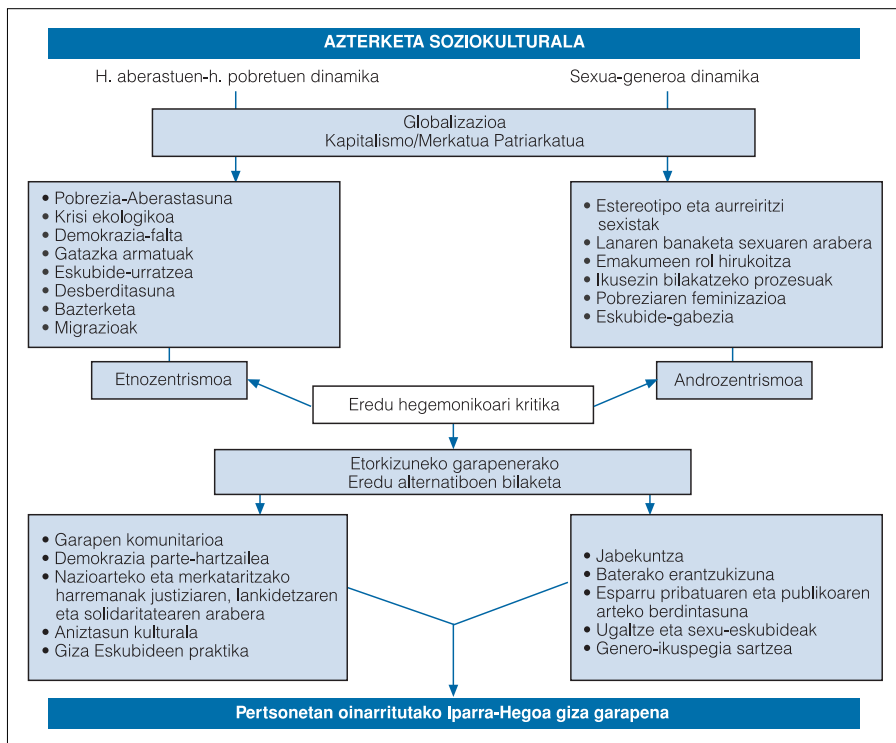 AZTERKETA SOZIOKULTURALA
H. aberastuen-h. pobretuen dinamika
Sexua-generoa dinamika
Globalizazioa
Kapitalismo/Merkatua Patriarkatua
• Pobrezia-Aberastasuna
• Krisi ekologikoa
• Demokrazia-falta
• Gatazka armatuak
• Eskubide-urratzea
• Desberditasuna
• Bazterketa
• Migrazioak
• Estereotipo eta aurreiritzi
sexistak
• Lanaren banaketa sexuaren arabera
• Emakumeen rol hirukoitza
• Ikusezin bilakatzeko prozesuak
• Pobreziaren feminizazioa
• Eskubide-gabezia
Etnozentrismoa
Androzentrismoa
Eredu hegemonikoari kritika
Etorkizuneko garapenerako
Eredu alternatiboen bilaketa
• Garapen komunitarioa
• Demokrazia parte-hartzailea
• Nazioarteko eta merkataritzako
harremanak justiziaren, lankidetzaren
eta solidaritatearen arabera
• Aniztasun kulturala
• Giza Eskubideen praktika
• Jabekuntza
• Baterako erantzukizuna
• Esparru pribatuaren eta publikoaren
arteko berdintasuna
• Ugaltze eta sexu-eskubideak
• Genero-ikuspegia sartzea
Pertsonetan oinarritutako Iparra-Hegoa giza garapena